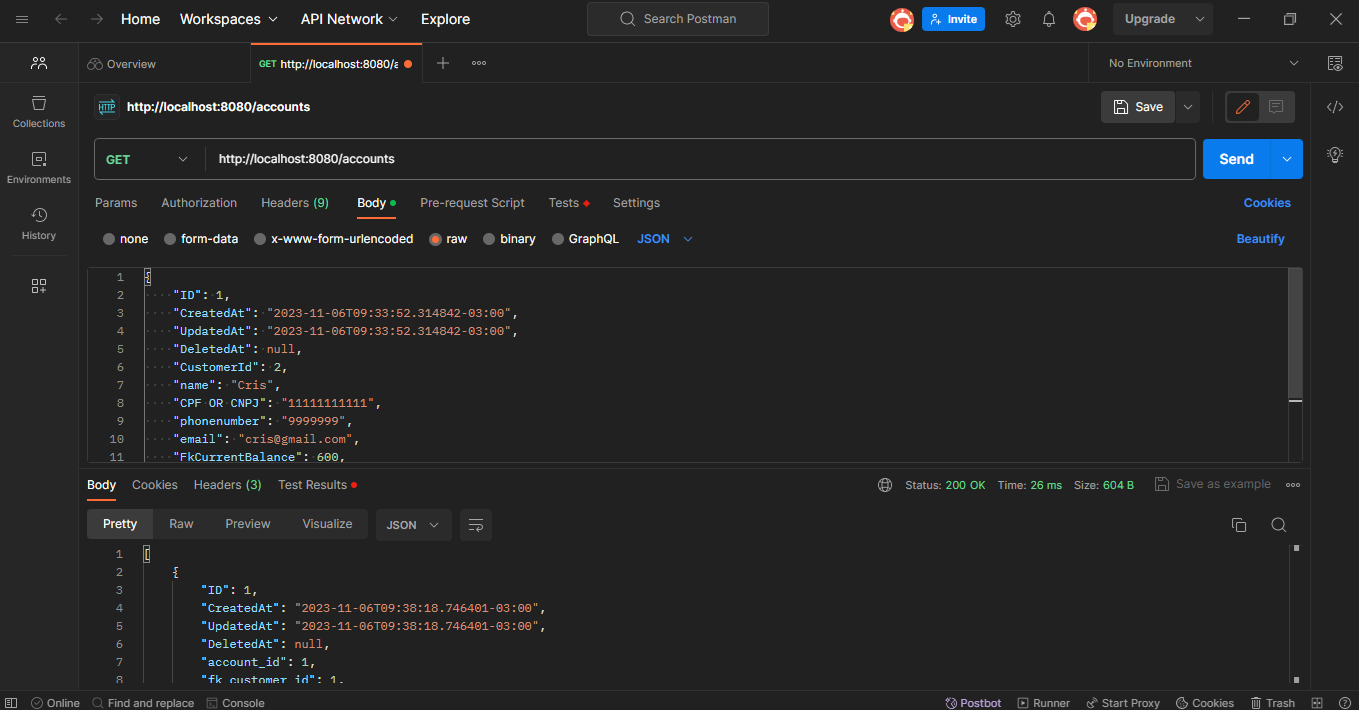 Home Workspaces API Network Explore Search Postman Invite Upgrade
Overview GET http://localhost:8080/a No Environment
HTTP http://localhost:8080/accounts Save
Collections
GET http://localhost:8080/accounts Send
Environments
Params Authorization Headers (9) Body Pre-request Script Tests Settings Cookies
History
none form-data x-www-form-urlencoded raw binary GraphQL JSON Beautify
1 {
2 "ID": 1,
3 "CreatedAt": "2023-11-06T09:33:52.314842-03:00",
4 "UpdatedAt": "2023-11-06T09:33:52.314842-03:00",
5 "DeletedAt": null,
6 "CustomerId": 2,
7 "name": "Cris",
8 "CPF OR CNPJ": "11111111111",
9 "phonenumber": "9999999",
10 "email": "cris@gmail.com",
11 "FkCurrentBalance": 600,
Body Cookies Headers (3) Test Results Status: 200 OK Time: 26 ms Size: 604 B Save as example
Pretty Raw Preview Visualize JSON
1 [
2 {
3 "ID": 1,
4 "CreatedAt": "2023-11-06T09:38:18.746401-03:00",
5 "UpdatedAt": "2023-11-06T09:38:18.746401-03:00",
6 "DeletedAt": null,
7 "account_id": 1,
8 "fk_customer_id": 1,
Online Find and replace Console Postbot Runner Start Proxy Cookies Trash